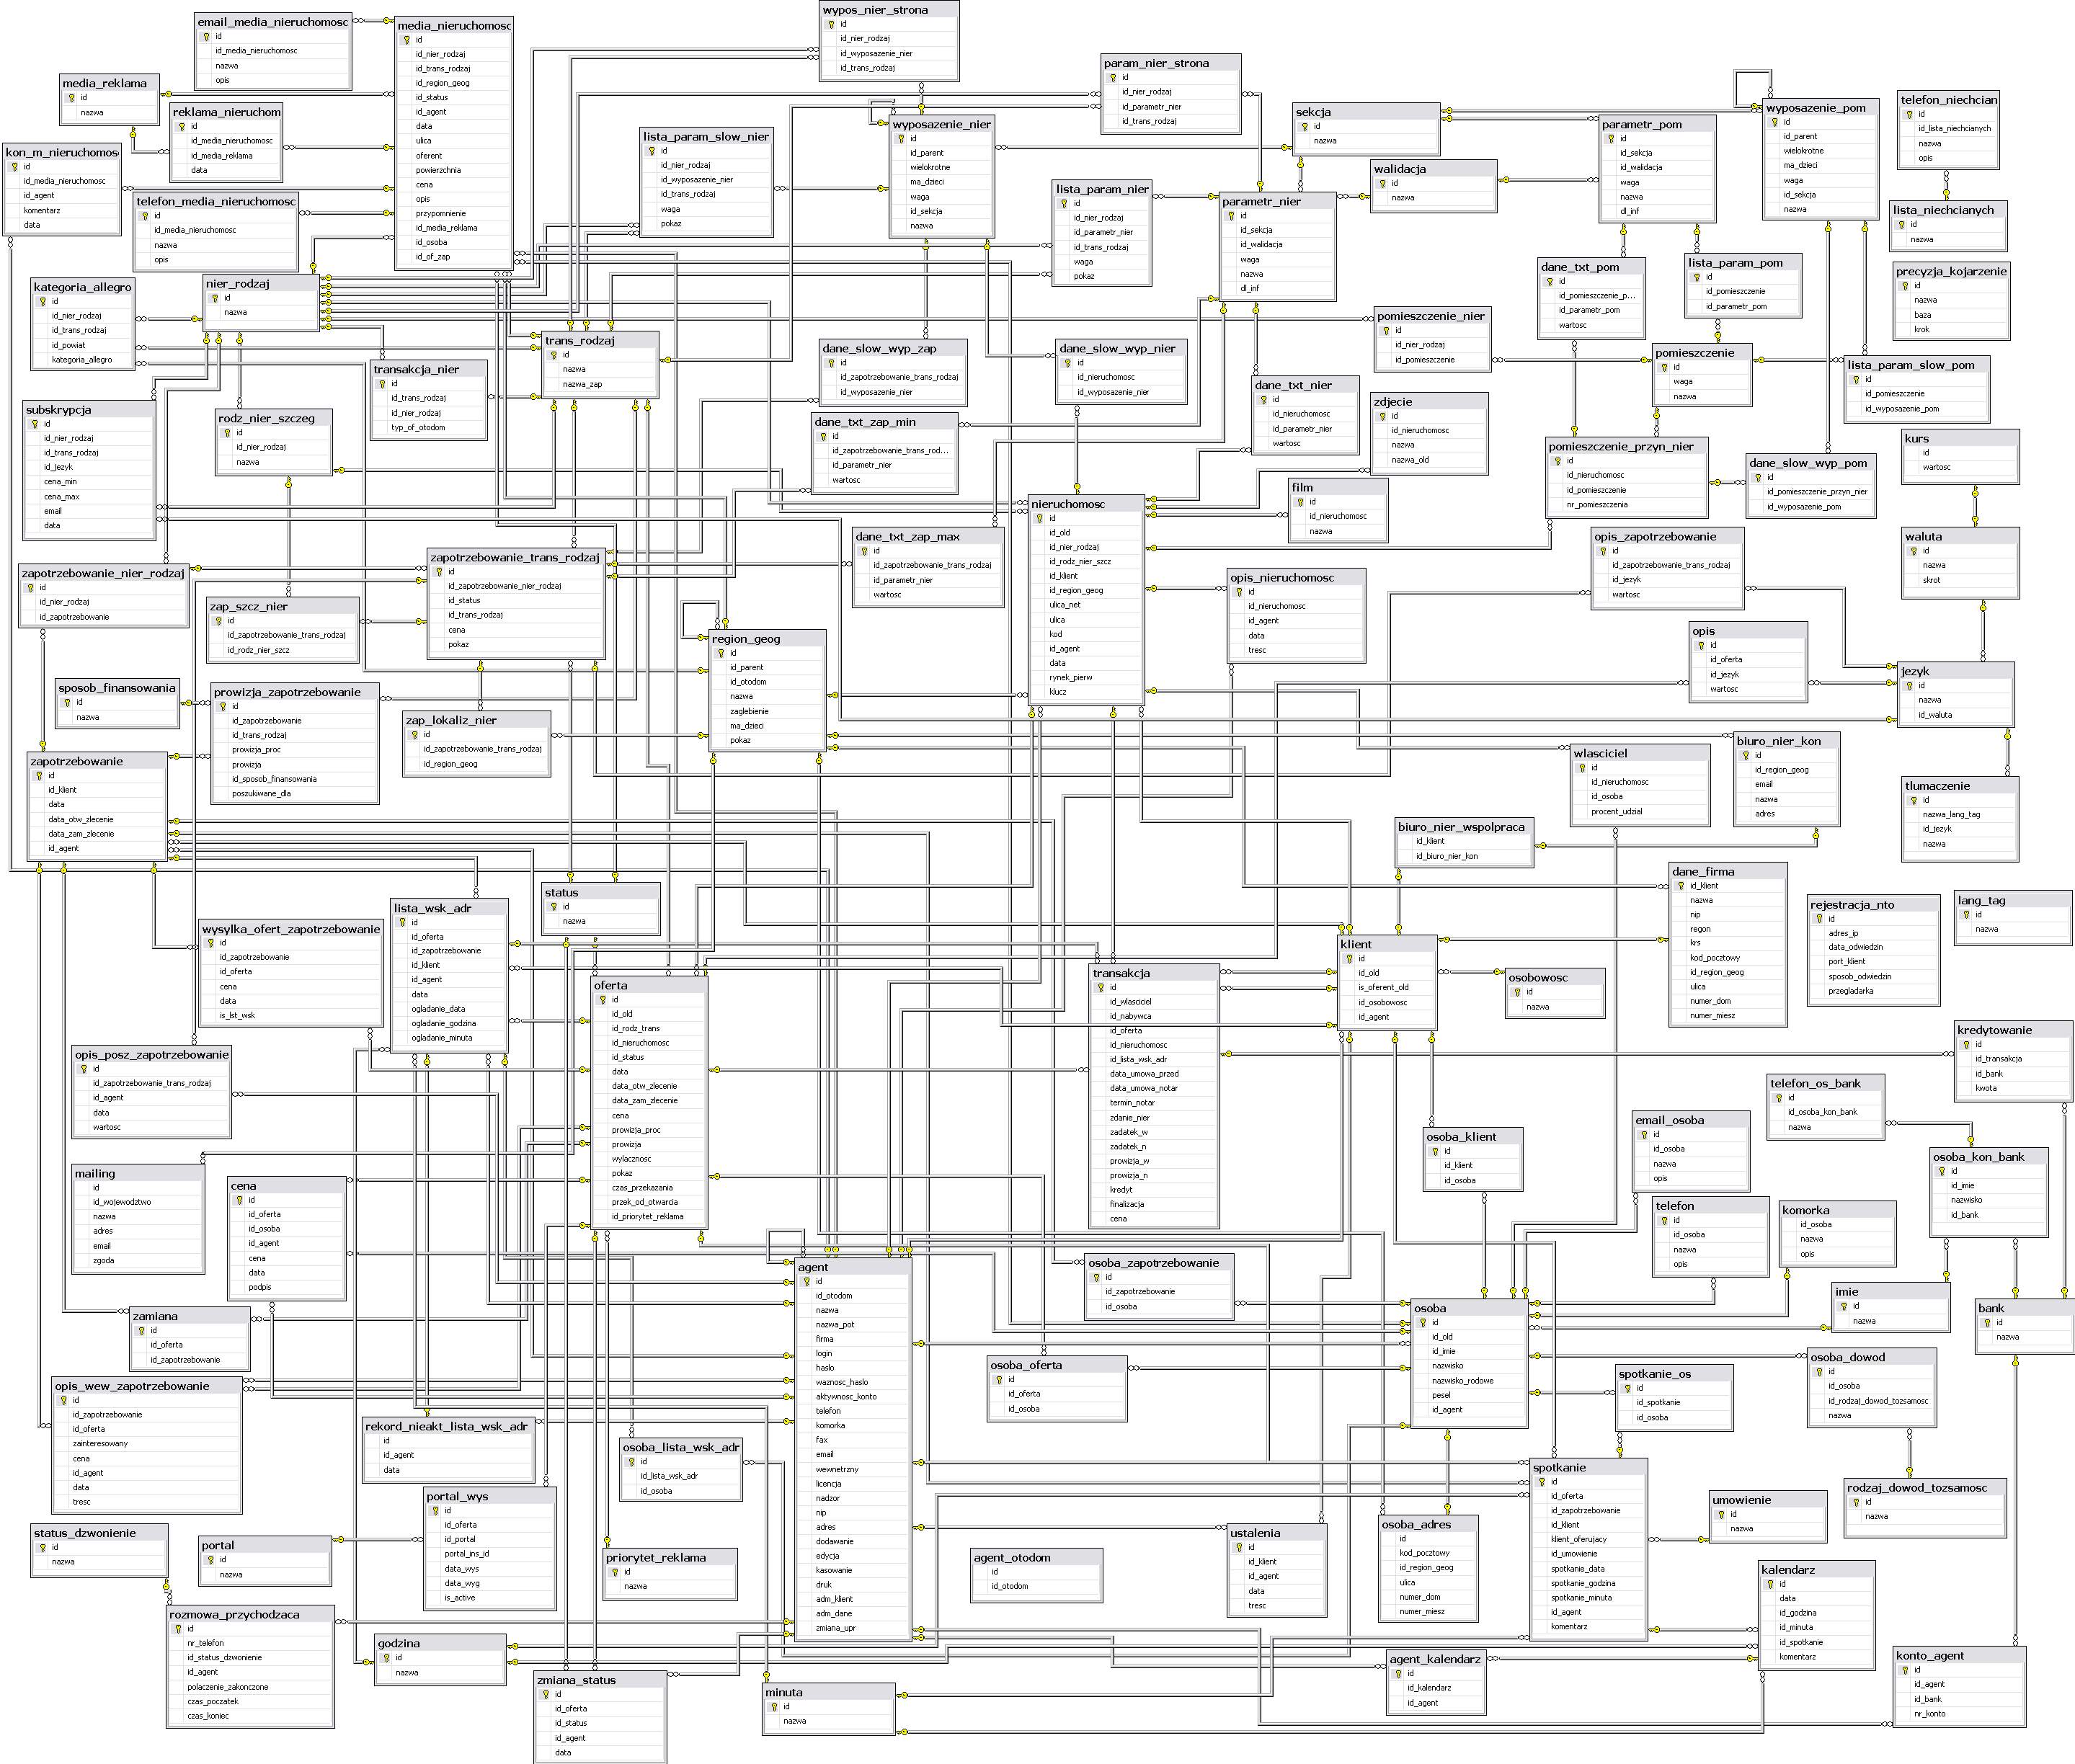 email_media_nieruchomosc
id
id_media_nieruchomosc
nazwa
opis
media_nieruchomosc
id
id_nier_rodzaj
id_trans_rodzaj
id_region_geog
id_status
id_agent
data
ulica
oferent
powierzchnia
cena
opis
przypomnienie
id_media_reklama
id_osoba
id_of_zap
wypos_nier_strona
id
id_nier_rodzaj
id_wyposazenie_nier
id_trans_rodzaj
param_nier_strona
id
id_nier_rodzaj
id_parametr_nier
id_trans_rodzaj
media_reklama
id
nazwa
reklama_nieruchom
id
id_media_nieruchomosc
id_media_reklama
data
kon_m_nieruchomos
id
id_media_nieruchomosc
id_agent
komentarz
data
telefon_media_nieruchomosc
id
id_media_nieruchomosc
nazwa
opis
lista_param_slow_nier
id
id_nier_rodzaj
id_wyposazenie_nier
id_trans_rodzaj
waga
pokaz
wyposazenie_nier
id
id_parent
wielokrotne
ma_dzieci
waga
id_sekcja
nazwa
sekcja
id
nazwa
walidacja
id
nazwa
lista_param_nier
id
id_nier_rodzaj
id_parametr_nier
id_trans_rodzaj
waga
pokaz
parametr_nier
id
id_sekcja
id_walidacja
waga
nazwa
dl_inf
parametr_pom
id
id_sekcja
id_walidacja
waga
nazwa
dl_inf
wyposazenie_pom
id
id_parent
wielokrotne
ma_dzieci
waga
id_sekcja
nazwa
telefon_niechcian
id
id_lista_niechcianych
nazwa
opis
lista_niechcianych
id
nazwa
precyzja_kojarzenie
id
nazwa
baza
krok
kategoria_allegro
id
id_nier_rodzaj
id_trans_rodzaj
id_powiat
kategoria_allegro
nier_rodzaj
id
nazwa
transakcja_nier
id
id_trans_rodzaj
id_nier_rodzaj
typ_of_otodom
trans_rodzaj
id
nazwa
nazwa_zap
dane_slow_wyp_zap
id
id_zapotrzebowanie_trans_rodzaj
id_wyposazenie_nier
dane_slow_wyp_nier
id
id_nieruchomosc
id_wyposazenie_nier
dane_txt_nier
id
id_nieruchomosc
id_parametr_nier
wartosc
pomieszczenie_nier
id
id_nier_rodzaj
id_pomieszczenie
dane_txt_pom
id
id_pomieszczenie_p...
id_parametr_pom
wartosc
lista_param_pom
id
id_pomieszczenie
id_parametr_pom
pomieszczenie
id
waga
nazwa
lista_param_slow_pom
id
id_pomieszczenie
id_wyposazenie_pom
subskrypcja
id
id_nier_rodzaj
id_trans_rodzaj
id_jezyk
cena_min
cena_max
email
data
rodz_nier_szczeg
id
id_nier_rodzaj
nazwa
dane_txt_zap_min
id
id_zapotrzebowanie_trans_rod...
id_parametr_nier
wartosc
zdjecie
id
id_nieruchomosc
nazwa
nazwa_old
film
id
id_nieruchomosc
nazwa
pomieszczenie_przyn_nier
id
id_nieruchomosc
id_pomieszczenie
nr_pomieszczenia
dane_slow_wyp_pom
id
id_pomieszczenie_przyn_nier
id_wyposazenie_pom
kurs
id
wartosc
waluta
id
nazwa
skrot
nieruchomosc
id
id_old
id_nier_rodzaj
id_rodz_nier_szcz
id_klient
id_region_geog
ulica_net
ulica
kod
id_agent
data
rynek_pierw
klucz
dane_txt_zap_max
id
id_zapotrzebowanie_trans_rodzaj
id_parametr_nier
wartosc
opis_zapotrzebowanie
id
id_zapotrzebowanie_trans_rodzaj
id_jezyk
wartosc
opis_nieruchomosc
id
id_nieruchomosc
id_agent
data
tresc
zapotrzebowanie_nier_rodzaj
id
id_nier_rodzaj
id_zapotrzebowanie
zap_szcz_nier
id
id_zapotrzebowanie_trans_rodzaj
id_rodz_nier_szcz
zapotrzebowanie_trans_rodzaj
id
id_zapotrzebowanie_nier_rodzaj
id_status
id_trans_rodzaj
cena
pokaz
region_geog
id
id_parent
id_otodom
nazwa
zaglebienie
ma_dzieci
pokaz
opis
id
id_oferta
id_jezyk
wartosc
jezyk
id
nazwa
id_waluta
sposob_finansowania
id
nazwa
prowizja_zapotrzebowanie
id
id_zapotrzebowanie
id_trans_rodzaj
prowizja_proc
prowizja
id_sposob_finansowania
poszukiwane_dla
zap_lokaliz_nier
id
id_zapotrzebowanie_trans_rodzaj
id_region_geog
zapotrzebowanie
id
id_klient
data
data_otw_zlecenie
data_zam_zlecenie
id_agent
wlasciciel
id
id_nieruchomosc
id_osoba
procent_udzial
biuro_nier_kon
id
id_region_geog
email
nazwa
adres
tlumaczenie
id
nazwa_lang_tag
id_jezyk
nazwa
biuro_nier_wspolpraca
id_klient
id_biuro_nier_kon
dane_firma
id_klient
nazwa
nip
regon
krs
kod_pocztowy
id_region_geog
ulica
numer_dom
numer_miesz
rejestracja_nto
id
adres_ip
data_odwiedzin
port_klient
sposob_odwiedzin
przegladarka
lang_tag
id
nazwa
status
id
nazwa
lista_wsk_adr
id
id_oferta
id_zapotrzebowanie
id_klient
id_agent
data
ogladanie_data
ogladanie_godzina
ogladanie_minuta
wysylka_ofert_zapotrzebowanie
id
id_zapotrzebowanie
id_oferta
cena
data
is_lst_wsk
oferta
id
id_old
id_rodz_trans
id_nieruchomosc
id_status
data
data_otw_zlecenie
data_zam_zlecenie
cena
prowizja_proc
prowizja
wylacznosc
pokaz
czas_przekazania
przek_od_otwarcia
id_priorytet_reklama
transakcja
id
id_wlasciciel
id_nabywca
id_oferta
id_nieruchomosc
id_lista_wsk_adr
data_umowa_przed
data_umowa_notar
termin_notar
zdanie_nier
zadatek_w
zadatek_n
prowizja_w
prowizja_n
kredyt
finalizacja
cena
klient
id
id_old
is_oferent_old
id_osobowosc
id_agent
osobowosc
id
nazwa
kredytowanie
id
id_transakcja
id_bank
kwota
opis_posz_zapotrzebowanie
id
id_zapotrzebowanie_trans_rodzaj
id_agent
data
wartosc
telefon_os_bank
id
id_osoba_kon_bank
nazwa
osoba_klient
id
id_klient
id_osoba
email_osoba
id
id_osoba
nazwa
opis
osoba_kon_bank
id
id_imie
nazwisko
id_bank
mailing
id
id_wojewodztwo
nazwa
adres
email
zgoda
cena
id
id_oferta
id_osoba
id_agent
cena
data
podpis
telefon
id
id_osoba
nazwa
opis
komorka
id_osoba
nazwa
opis
agent
id
id_otodom
nazwa
nazwa_pot
firma
login
haslo
waznosc_haslo
aktywnosc_konto
telefon
komorka
fax
email
wewnetrzny
licencja
nadzor
nip
adres
dodawanie
edycja
kasowanie
druk
adm_klient
adm_dane
zmiana_upr
osoba_zapotrzebowanie
id
id_zapotrzebowanie
id_osoba
osoba
id
id_old
id_imie
nazwisko
nazwisko_rodowe
pesel
id_agent
imie
id
nazwa
bank
id
nazwa
zamiana
id
id_oferta
id_zapotrzebowanie
osoba_oferta
id
id_oferta
id_osoba
spotkanie_os
id
id_spotkanie
id_osoba
osoba_dowod
id
id_osoba
id_rodzaj_dowod_tozsamosc
nazwa
opis_wew_zapotrzebowanie
id
id_zapotrzebowanie
id_oferta
zainteresowany
cena
id_agent
data
tresc
rekord_nieakt_lista_wsk_adr
id
id_agent
data
osoba_lista_wsk_adr
id
id_lista_wsk_adr
id_osoba
spotkanie
id
id_oferta
id_zapotrzebowanie
id_klient
klient_oferujacy
id_umowienie
spotkanie_data
spotkanie_godzina
spotkanie_minuta
id_agent
komentarz
rodzaj_dowod_tozsamosc
id
nazwa
umowienie
id
nazwa
portal_wys
id
id_oferta
id_portal
portal_ins_id
data_wys
data_wyg
is_active
status_dzwonienie
id
nazwa
portal
id
nazwa
priorytet_reklama
id
nazwa
agent_otodom
id
id_otodom
ustalenia
id
id_klient
id_agent
data
tresc
osoba_adres
id
kod_pocztowy
id_region_geog
ulica
numer_dom
numer_miesz
kalendarz
id
data
id_godzina
id_minuta
id_spotkanie
komentarz
rozmowa_przychodzaca
id
nr_telefon
id_status_dzwonienie
id_agent
polaczenie_zakonczone
czas_poczatek
czas_koniec
godzina
id
nazwa
zmiana_status
id
id_oferta
id_status
id_agent
data
minuta
id
nazwa
agent_kalendarz
id
id_kalendarz
id_agent
konto_agent
id
id_agent
id_bank
nr_konto